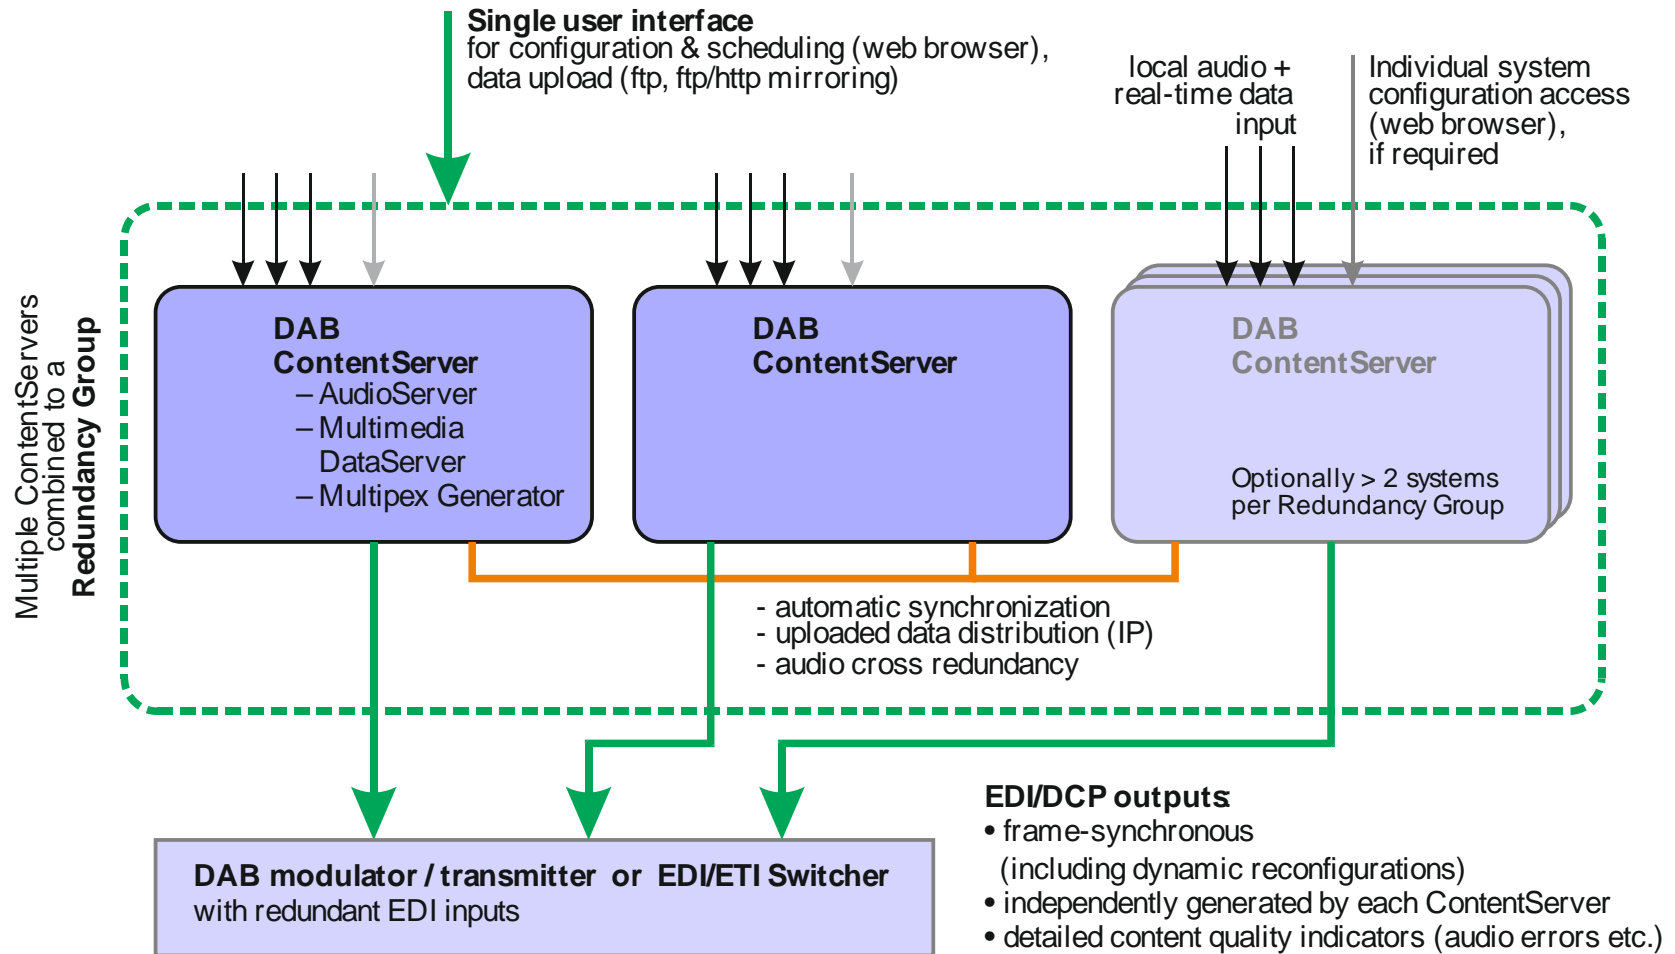 Single user interface
for configuration & scheduling (web browser),
data upload (ftp, ftp/http mirroring)
local audio +
real-time data
input
Individual system
configuration access
(web browser),
if required
Multiple ContentServers
combined to a
Redundancy Group
DAB
ContentServer
– AudioServer
– Multimedia
DataServer
– Multipex Generator
DAB
ContentServer
DAB
ContentServer
Optionally > 2 systems
per Redundancy Group
- automatic synchronization
- uploaded data distribution (IP)
- audio cross redundancy
DAB modulator / transmitter or EDI/ETI Switcher
with redundant EDI inputs
EDI/DCP outputs:
• frame-synchronous
(including dynamic reconfigurations)
• independently generated by each ContentServer
• detailed content quality indicators (audio errors etc.)